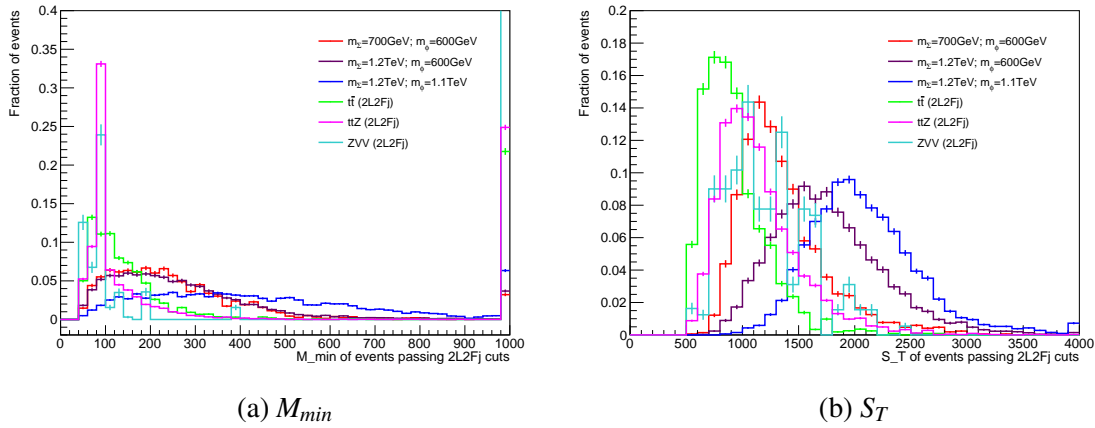 Fraction of events
0.4
0.35
0.3
0.25
0.2
0.15
0.1
0.05
0
m_Σ=700GeV; m_ϕ=600GeV
m_Σ=1.2TeV; m_ϕ=600GeV
m_Σ=1.2TeV; m_ϕ=1.1TeV
tt̄ (2L2Fj)
ttZ (2L2Fj)
ZVV (2L2Fj)
0 100 200 300 400 500 600 700 800 900 1000
M_min of events passing 2L2Fj cuts
(a) M_min
Fraction of events
0.2
0.18
0.16
0.14
0.12
0.1
0.08
0.06
0.04
0.02
0
m_Σ=700GeV; m_ϕ=600GeV
m_Σ=1.2TeV; m_ϕ=600GeV
m_Σ=1.2TeV; m_ϕ=1.1TeV
tt̄ (2L2Fj)
ttZ (2L2Fj)
ZVV (2L2Fj)
0 500 1000 1500 2000 2500 3000 3500 4000
S_T of events passing 2L2Fj cuts
(b) S_T